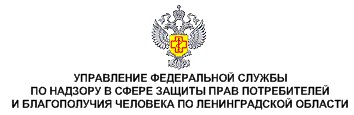 УПРАВЛЕНИЕ ФЕДЕРАЛЬНОЙ СЛУЖБЫ
ПО НАДЗОРУ В СФЕРЕ ЗАЩИТЫ ПРАВ ПОТРЕБИТЕЛЕЙ
И БЛАГОПОЛУЧИЯ ЧЕЛОВЕКА ПО ЛЕНИНГРАДСКОЙ ОБЛАСТИ